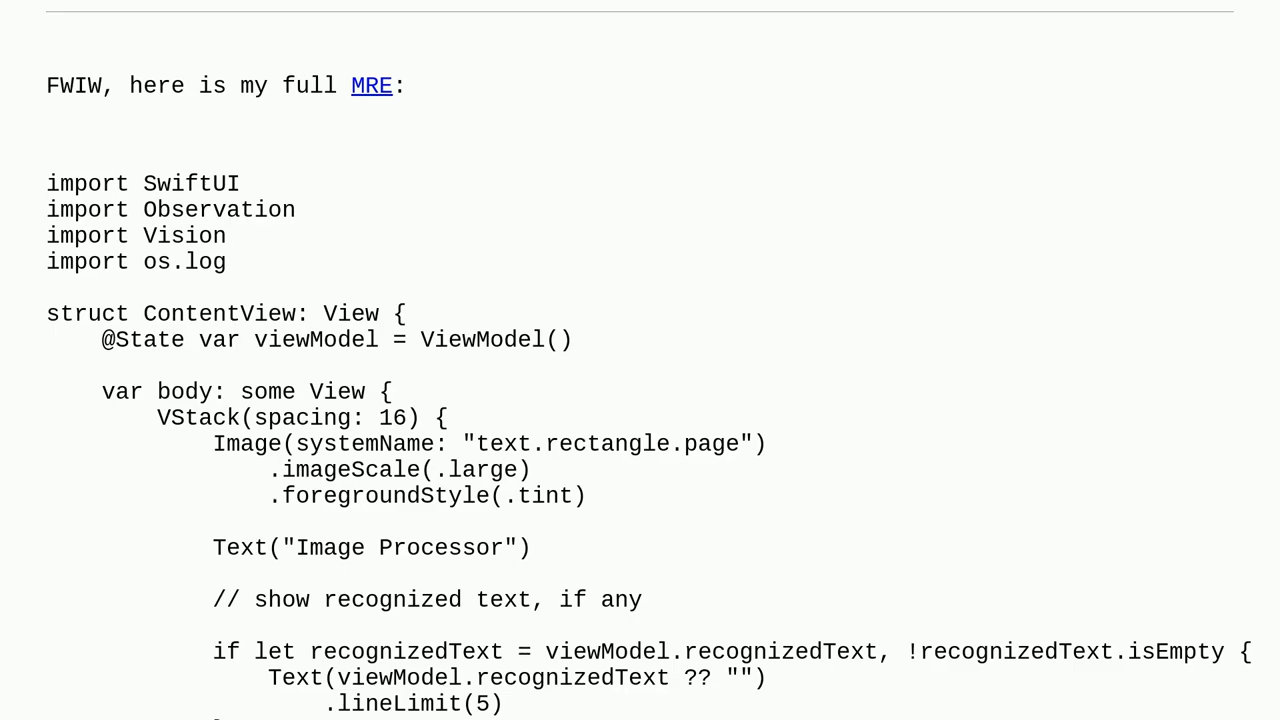 FWIW, here is my full MRE:
import SwiftUI
import Observation
import Vision
import os.log
struct ContentView: View {
    @State var viewModel = ViewModel()
    var body: some View {
        VStack(spacing: 16) {
            Image(systemName: "text.rectangle.page")
                .imageScale(.large)
                .foregroundStyle(.tint)
            Text("Image Processor")
            // show recognized text, if any
            if let recognizedText = viewModel.recognizedText, !recognizedText.isEmpty {
                Text(viewModel.recognizedText ?? "")
                    .lineLimit(5)